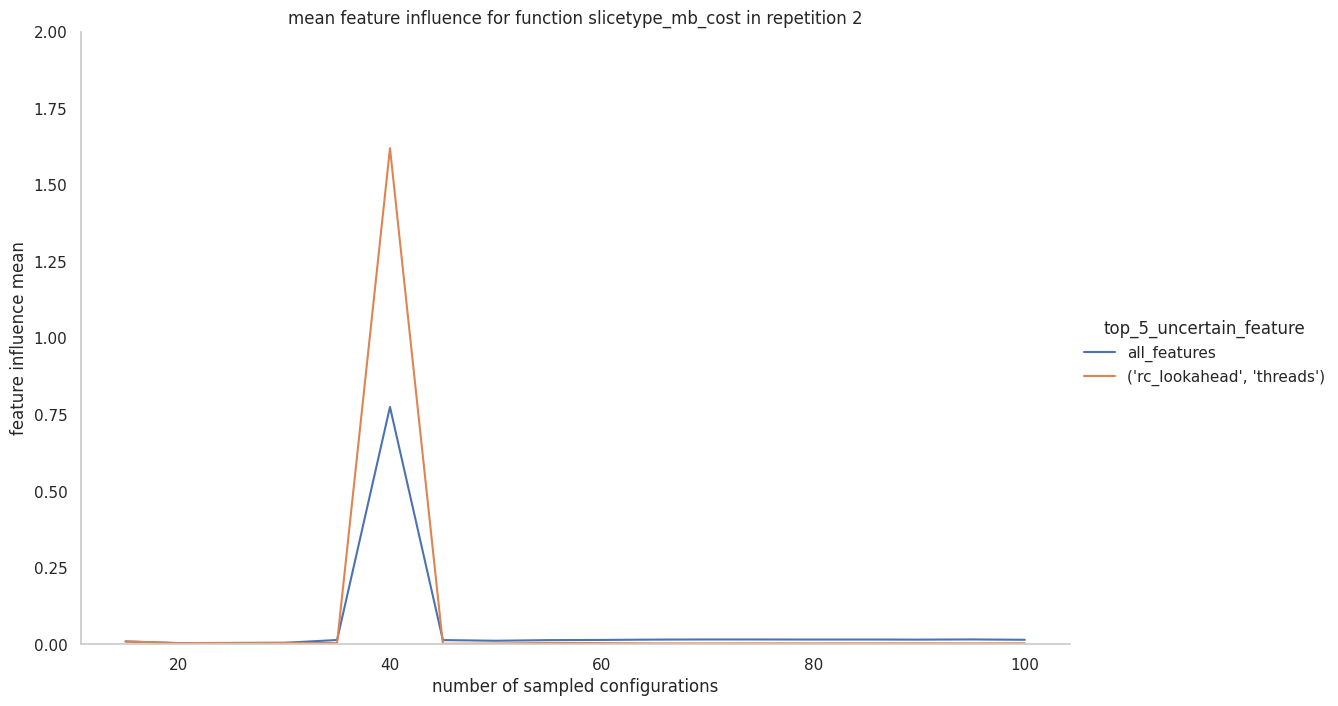 mean feature influence for function slicetype_mb_cost in repetition 2
2.00
1.75
1.50
1.25
1.00
0.75
0.50
0.25
0.00
feature influence mean
20
40
60
80
100
number of sampled configurations
top_5_uncertain_feature
all_features
('rc_lookahead', 'threads')